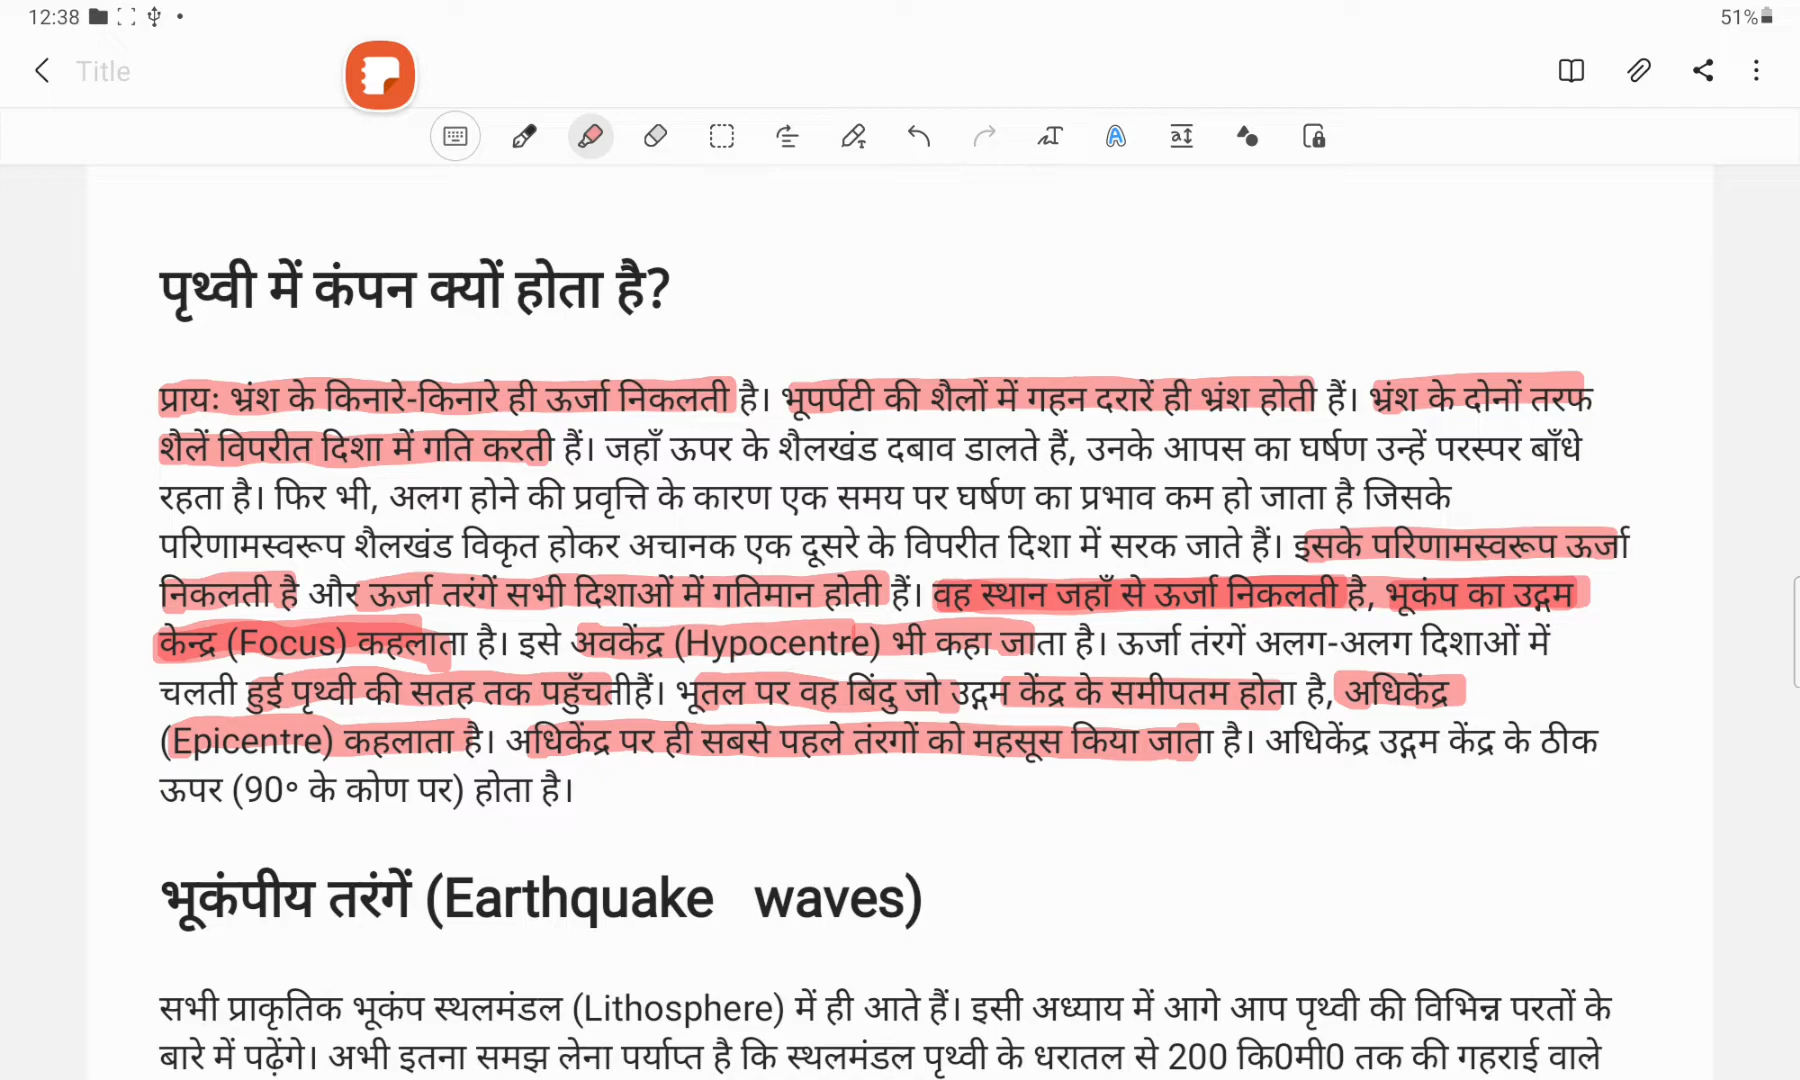 12:38
51%
Title
पृथ्वी में कंपन क्यों होता है?
प्रायः भ्रंश के किनारे-किनारे ही ऊर्जा निकलती है। भूपर्पटी की शैलों में गहन दरारें ही भ्रंश होती हैं। भ्रंश के दोनों तरफ
शैलें विपरीत दिशा में गति करती हैं। जहाँ ऊपर के शैलखंड दबाव डालते हैं, उनके आपस का घर्षण उन्हें परस्पर बाँधे
रहता है। फिर भी, अलग होने की प्रवृत्ति के कारण एक समय पर घर्षण का प्रभाव कम हो जाता है जिसके
परिणामस्वरूप शैलखंड विकृत होकर अचानक एक दूसरे के विपरीत दिशा में सरक जाते हैं। इसके परिणामस्वरूप ऊर्जा
निकलती है और ऊर्जा तरंगें सभी दिशाओं में गतिमान होती हैं। वह स्थान जहाँ से ऊर्जा निकलती है, भूकंप का उद्गम
केन्द्र (Focus) कहलाता है। इसे अवकेंद्र (Hypocentre) भी कहा जाता है। ऊर्जा तंरगें अलग-अलग दिशाओं में
चलती हुई पृथ्वी की सतह तक पहुँचतीहैं। भूतल पर वह बिंदु जो उद्गम केंद्र के समीपतम होता है, अधिकेंद्र
(Epicentre) कहलाता है। अधिकेंद्र पर ही सबसे पहले तंरगों को महसूस किया जाता है। अधिकेंद्र उद्गम केंद्र के ठीक
ऊपर (90° के कोण पर) होता है।
भूकंपीय तरंगें (Earthquake waves)
सभी प्राकृतिक भूकंप स्थलमंडल (Lithosphere) में ही आते हैं। इसी अध्याय में आगे आप पृथ्वी की विभिन्न परतों के
बारे में पढ़ेंगे। अभी इतना समझ लेना पर्याप्त है कि स्थलमंडल पृथ्वी के धरातल से 200 कि0मी0 तक की गहराई वाले